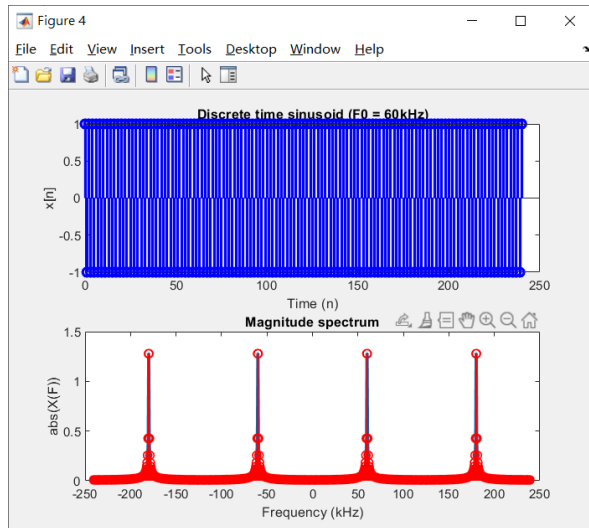 Figure 4
File Edit View Insert Tools Desktop Window Help
Discrete time sinusoid (F0 = 60kHz)
1
0.5
0
-0.5
-1
x[n]
0 50 100 150 200 250
Time (n)
Magnitude spectrum
1.5
1
0.5
0
abs(X(F))
-250 -200 -150 -100 -50 0 50 100 150 200 250
Frequency (kHz)